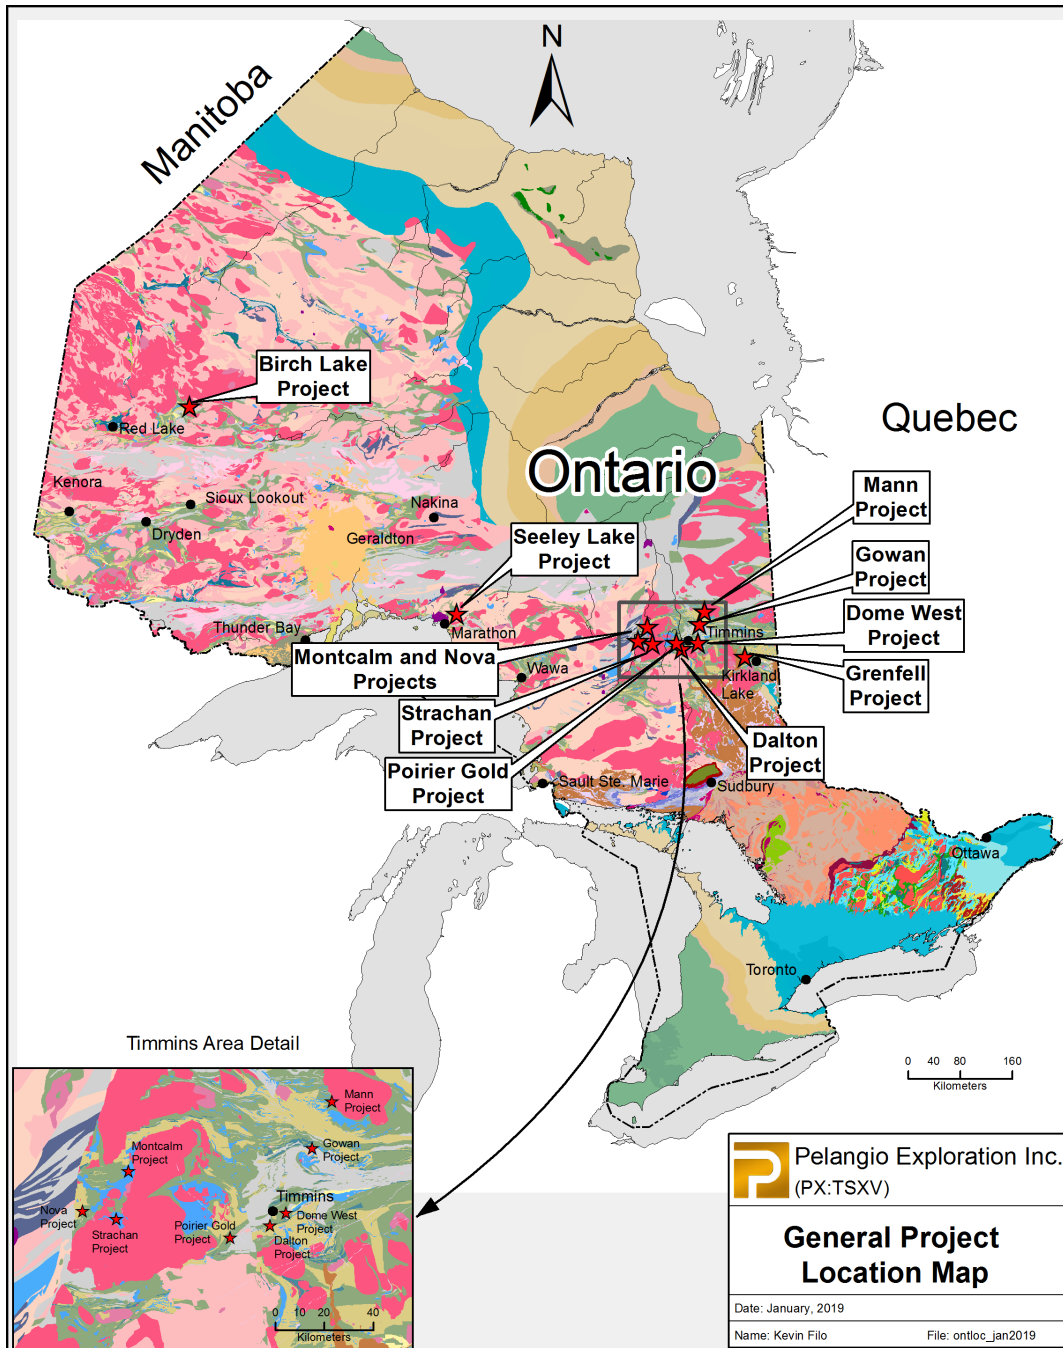 N
Manitoba
Birch Lake
Project
Red Lake
Quebec
Ontario
Kenora
Sioux Lookout
Dryden
Nakina
Geraldton
Mann
Project
Seeley Lake
Project
Gowan
Project
Dome West
Project
Thunder Bay
Marathon
Timmins
Montcalm and Nova
Projects
Wawa
Kirkland
Lake
Grenfell
Project
Strachan
Project
Dalton
Project
Poirier Gold
Project
Sault Ste. Marie
Sudbury
Ottawa
Toronto
Timmins Area Detail
0 40 80 160
Kilometers
Mann
Project
Gowan
Project
Montcalm
Project
Timmins
Nova
Project
Strachan
Project
Poirier Gold
Project
Dome West
Project
Dalton
Project
0 10 20 40
Kilometers
Pelangio Exploration Inc.
(PX:TSXV)
General Project
Location Map
Date: January, 2019
Name: Kevin Filo File: ontloc_jan2019